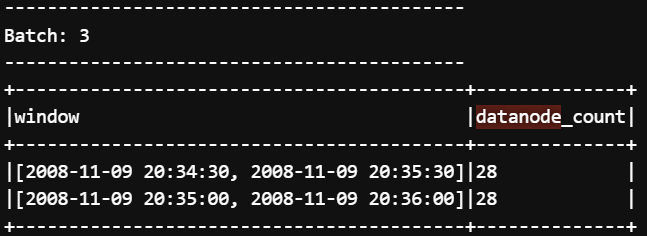 -------------------------------------------
Batch: 3
-------------------------------------------
+------------------------------------------+--------------+
|window                                    |datanode_count|
+------------------------------------------+--------------+
|[2008-11-09 20:34:30, 2008-11-09 20:35:30]|28            |
|[2008-11-09 20:35:00, 2008-11-09 20:36:00]|28            |
+------------------------------------------+--------------+